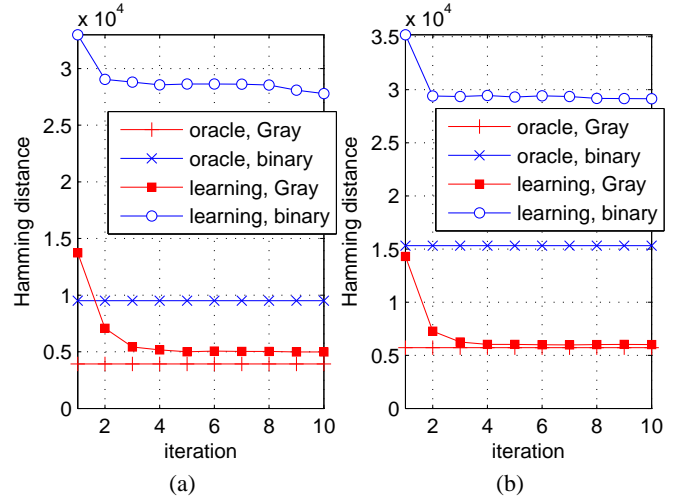 x 10^4
3
2.5
2
1.5
1
0.5
0
2 4 6 8 10
Hamming distance
iteration
oracle, Gray
oracle, binary
learning, Gray
learning, binary
(a)
x 10^4
3.5
3
2.5
2
1.5
1
0.5
0
2 4 6 8 10
Hamming distance
iteration
oracle, Gray
oracle, binary
learning, Gray
learning, binary
(b)